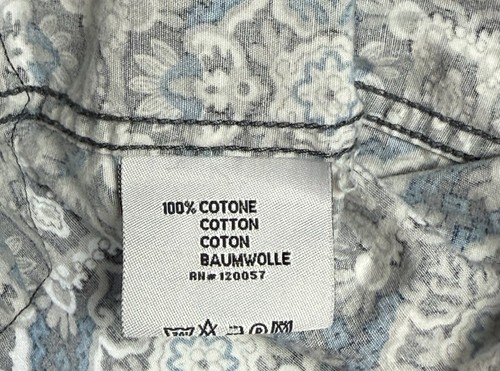 100% COTONE
COTTON
COTON
BAUMWOLLE
RN# 120057